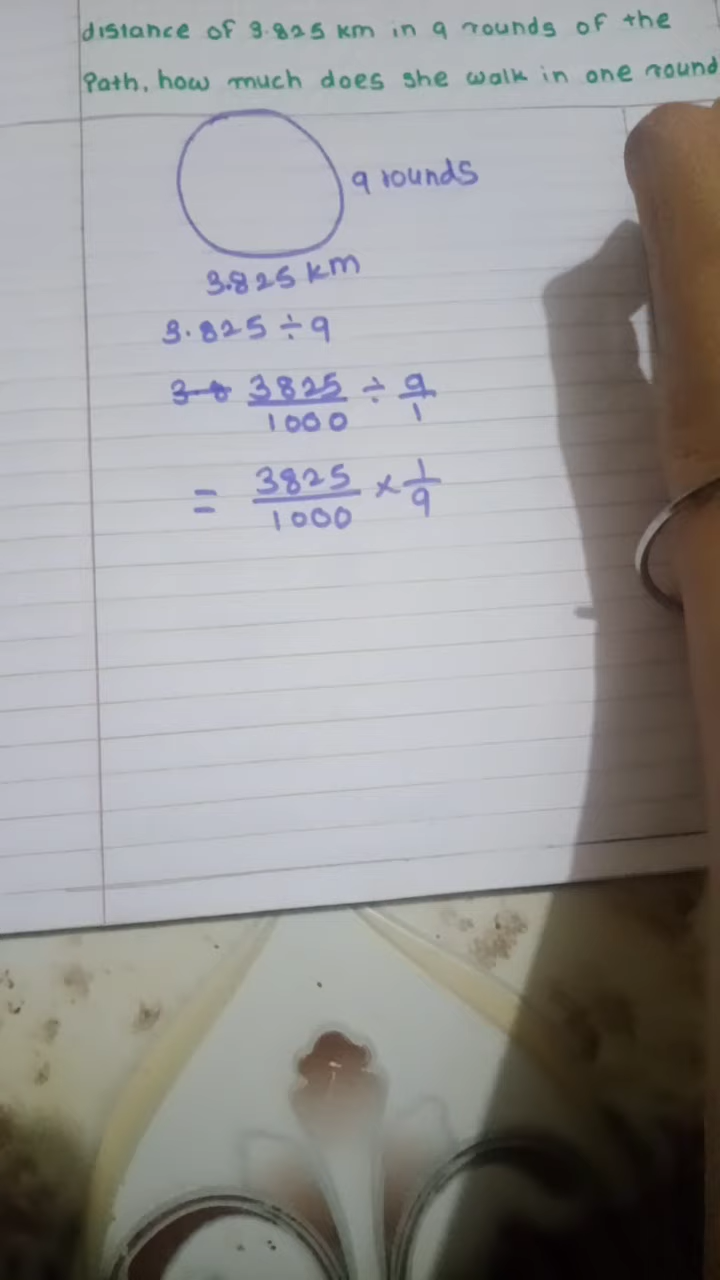 distance of 3.825 km in 9 rounds of the
Path, how much does she walk in one round
9 rounds
3.825 km
3.825 ÷ 9
3825/1000 ÷ 9/1
= 3825/1000 × 1/9